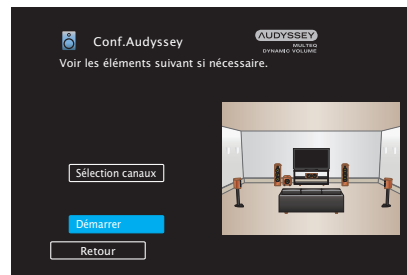 Conf.Audyssey
AUDYSSEY
MULTEQ
DYNAMIC VOLUME
Voir les éléments suivant si nécessaire.
Sélection canaux
Démarrer
Retour